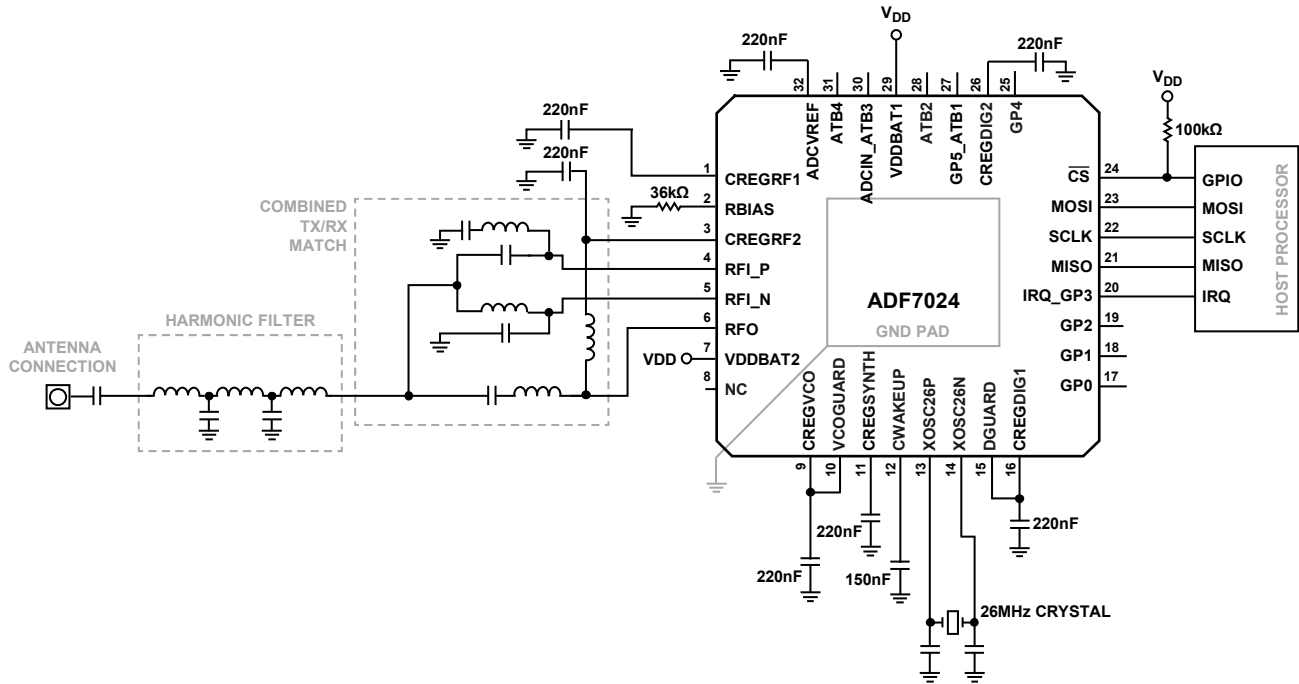 V_DD
220nF
220nF
32
31
30
29
28
27
26
25
ADCVREF
ATB4
ADCIN_ATB3
VDDBAT1
ATB2
GP5_ATB1
CREGDIG2
GP4
V_DD
100kΩ
220nF
220nF
36kΩ
COMBINED
TX/RX
MATCH
HARMONIC FILTER
ANTENNA
CONNECTION
VDD
1 CREGRF1
2 RBIAS
3 CREGRF2
4 RFI_P
5 RFI_N
6 RFO
7 VDDBAT2
8 NC
ADF7024
GND PAD
CS 24 GPIO
MOSI 23 MOSI
SCLK 22 SCLK
MISO 21 MISO
IRQ_GP3 20 IRQ
GP2 19
GP1 18
GP0 17
HOST PROCESSOR
CREGVCO
VCOGUARD
CREGSYNTH
CWAKEUP
XOSC26P
XOSC26N
DGUARD
CREGDIG1
9
10
11
12
13
14
15
16
220nF
220nF
220nF
150nF
26MHz CRYSTAL